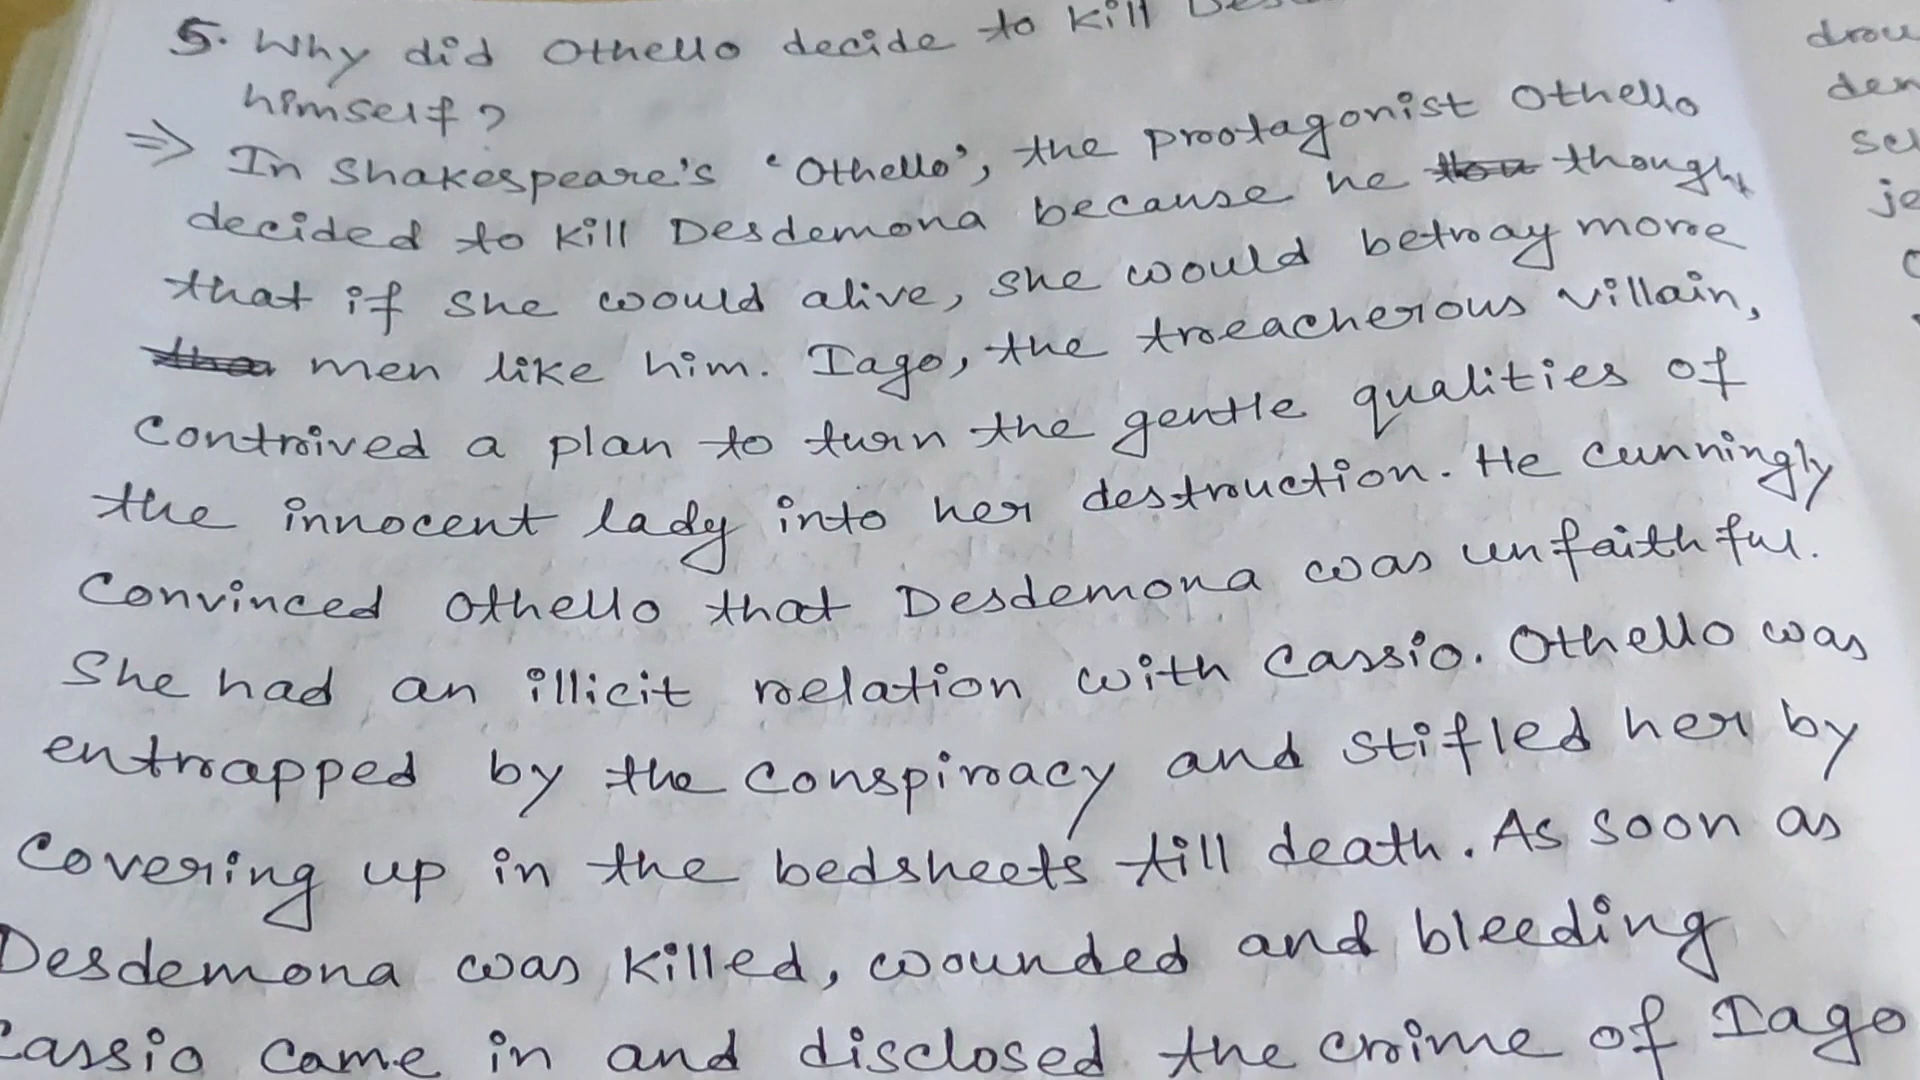 5. Why did Othello decide to kill
himself?
⇒ In Shakespeare's 'Othello', the protagonist Othello
decided to kill Desdemona because he thought
that if she would alive, she would betray more
men like him. Iago, the treacherous villain,
contrived a plan to turn the gentle qualities of
the innocent lady into her destruction. He cunningly
convinced Othello that Desdemona was unfaithful.
She had an illicit relation with Cassio. Othello was
entrapped by the conspiracy and stifled her by
covering up in the bedsheets till death. As soon as
Desdemona was killed, wounded and bleeding
Cassio came in and disclosed the crime of Iago